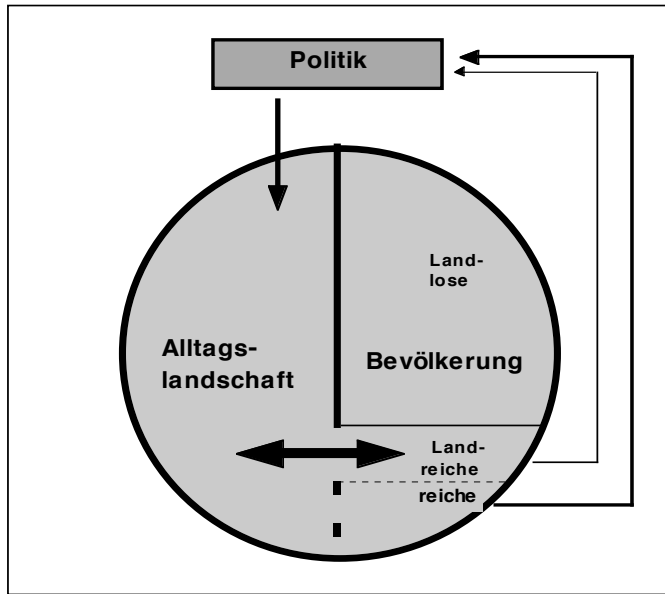 Politik
Land-
lose
Alltags-
landschaft
Bevölkerung
Land-
reiche
reiche